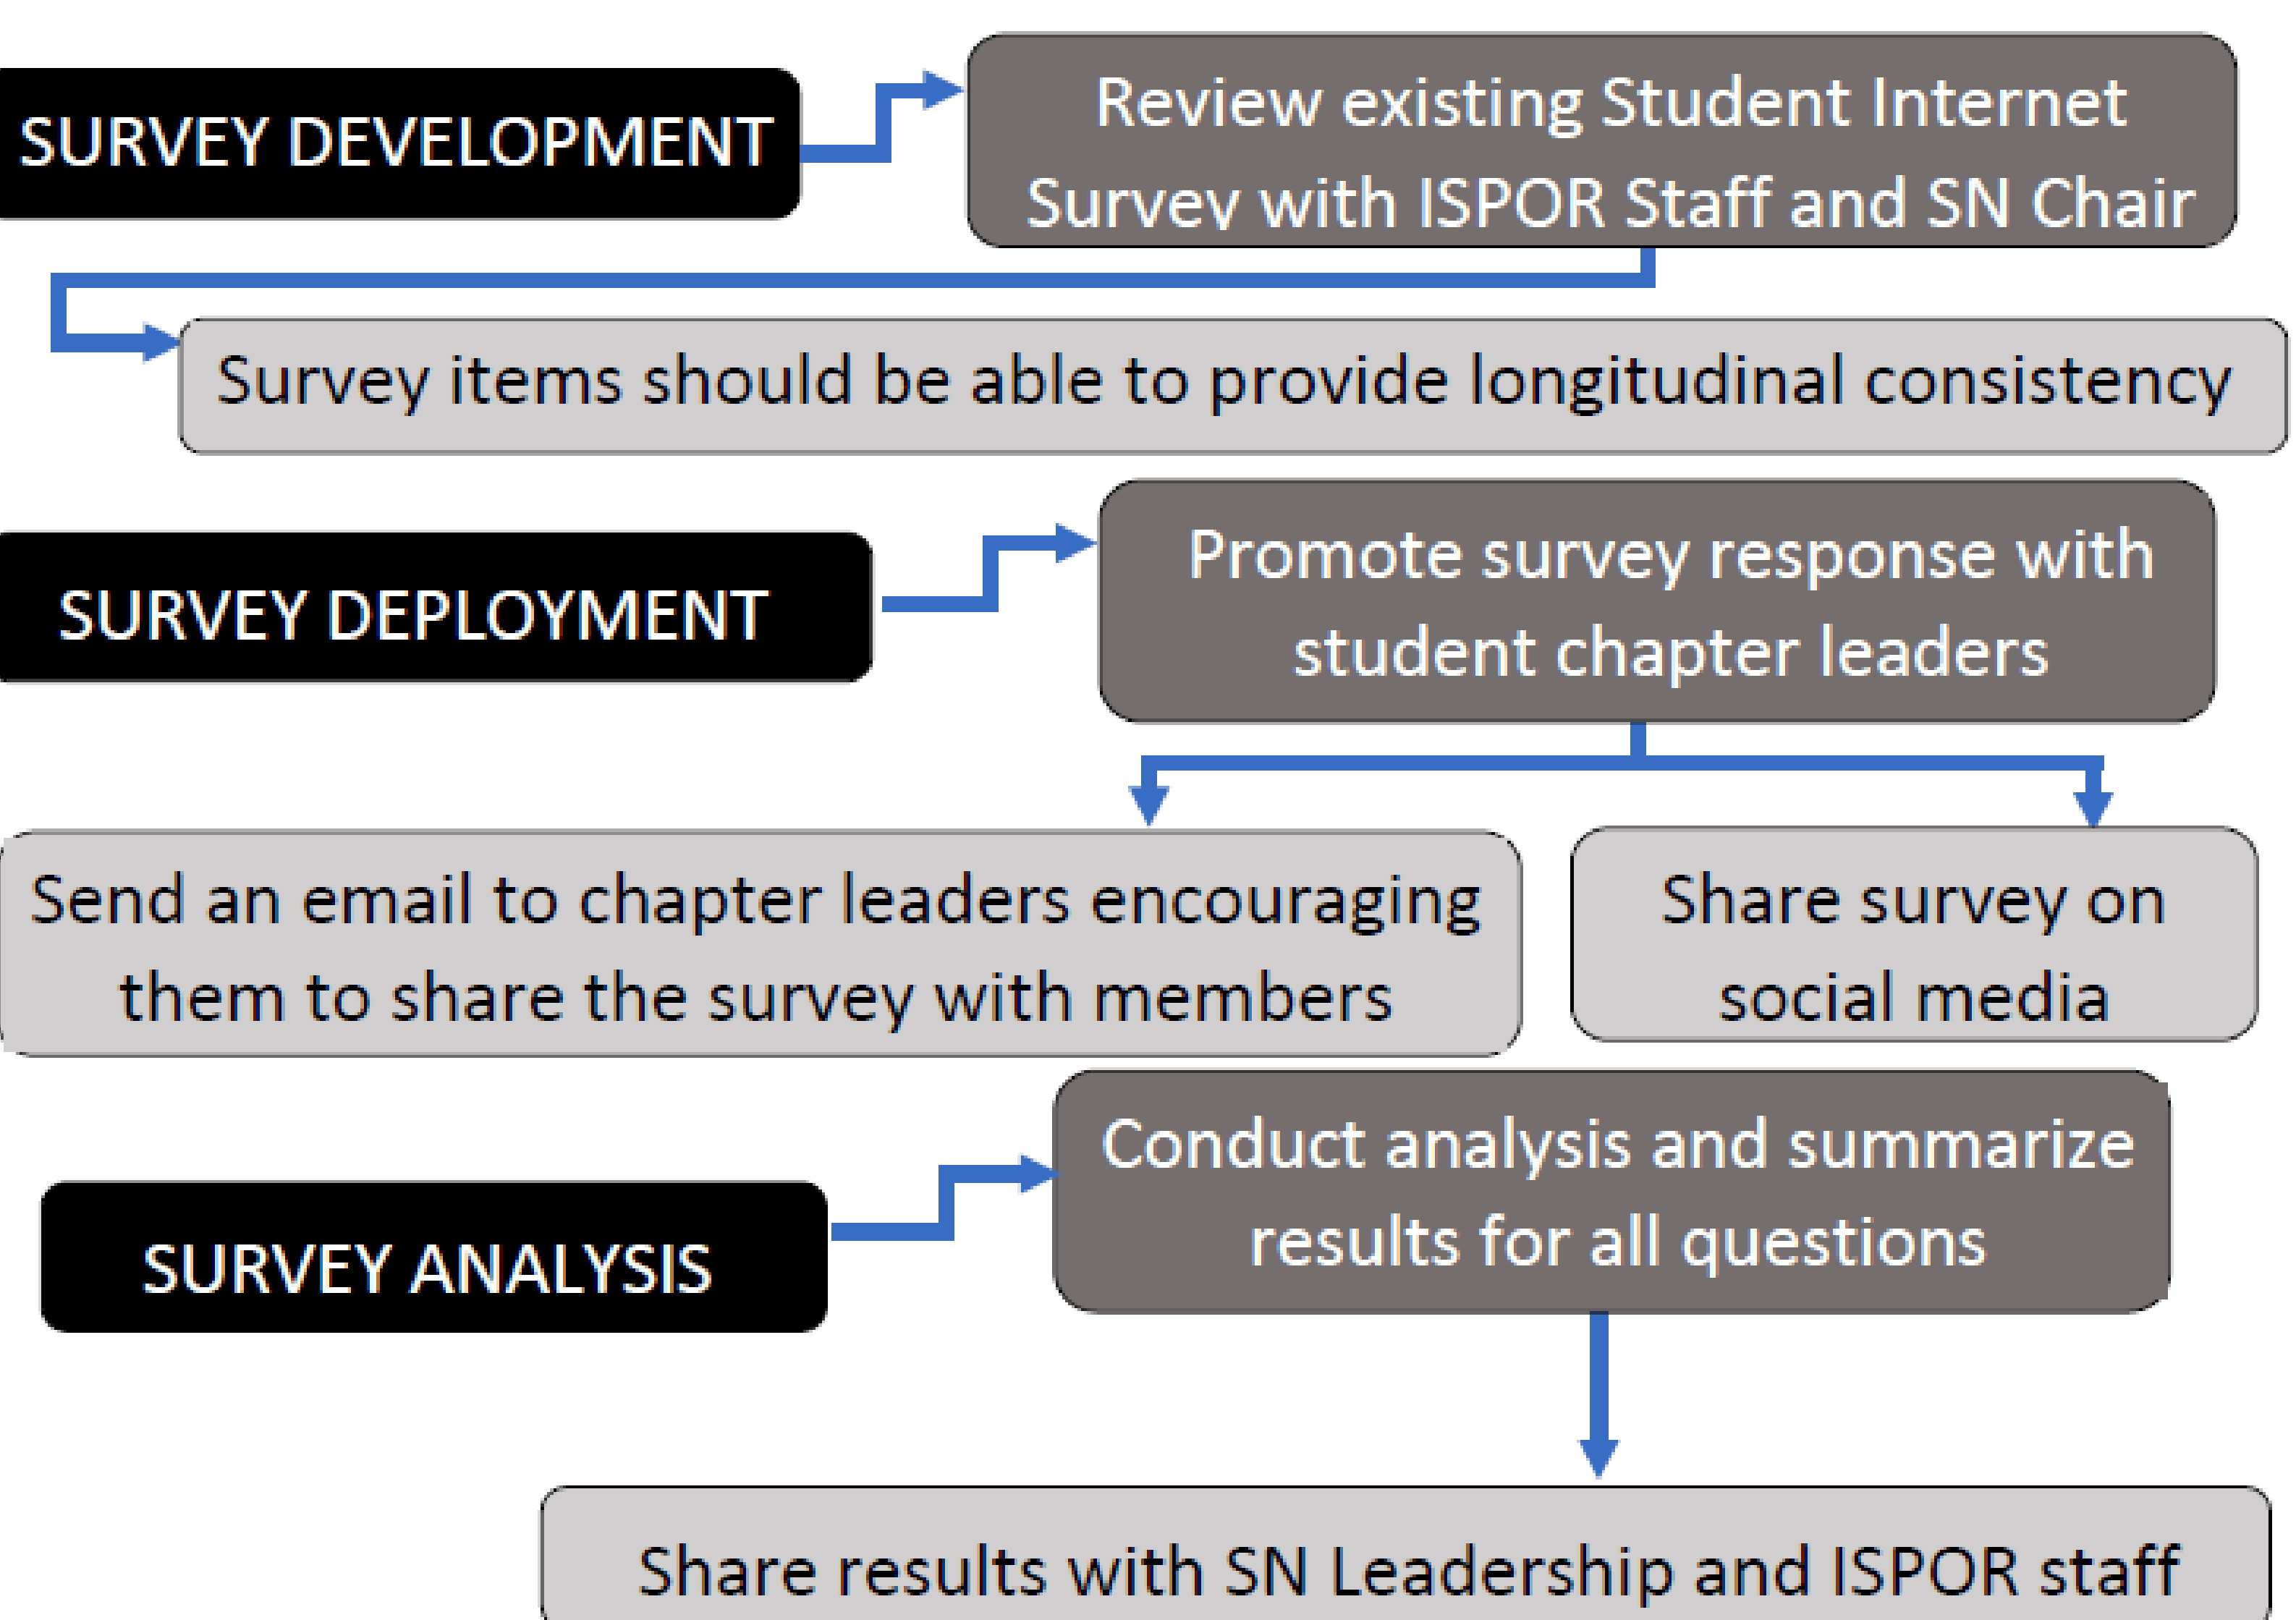 SURVEY DEVELOPMENT
Review existing Student Internet
Survey with ISPOR Staff and SN Chair
Survey items should be able to provide longitudinal consistency
SURVEY DEPLOYMENT
Promote survey response with
student chapter leaders
Send an email to chapter leaders encouraging
them to share the survey with members
Share survey on
social media
SURVEY ANALYSIS
Conduct analysis and summarize
results for all questions
Share results with SN Leadership and ISPOR staff